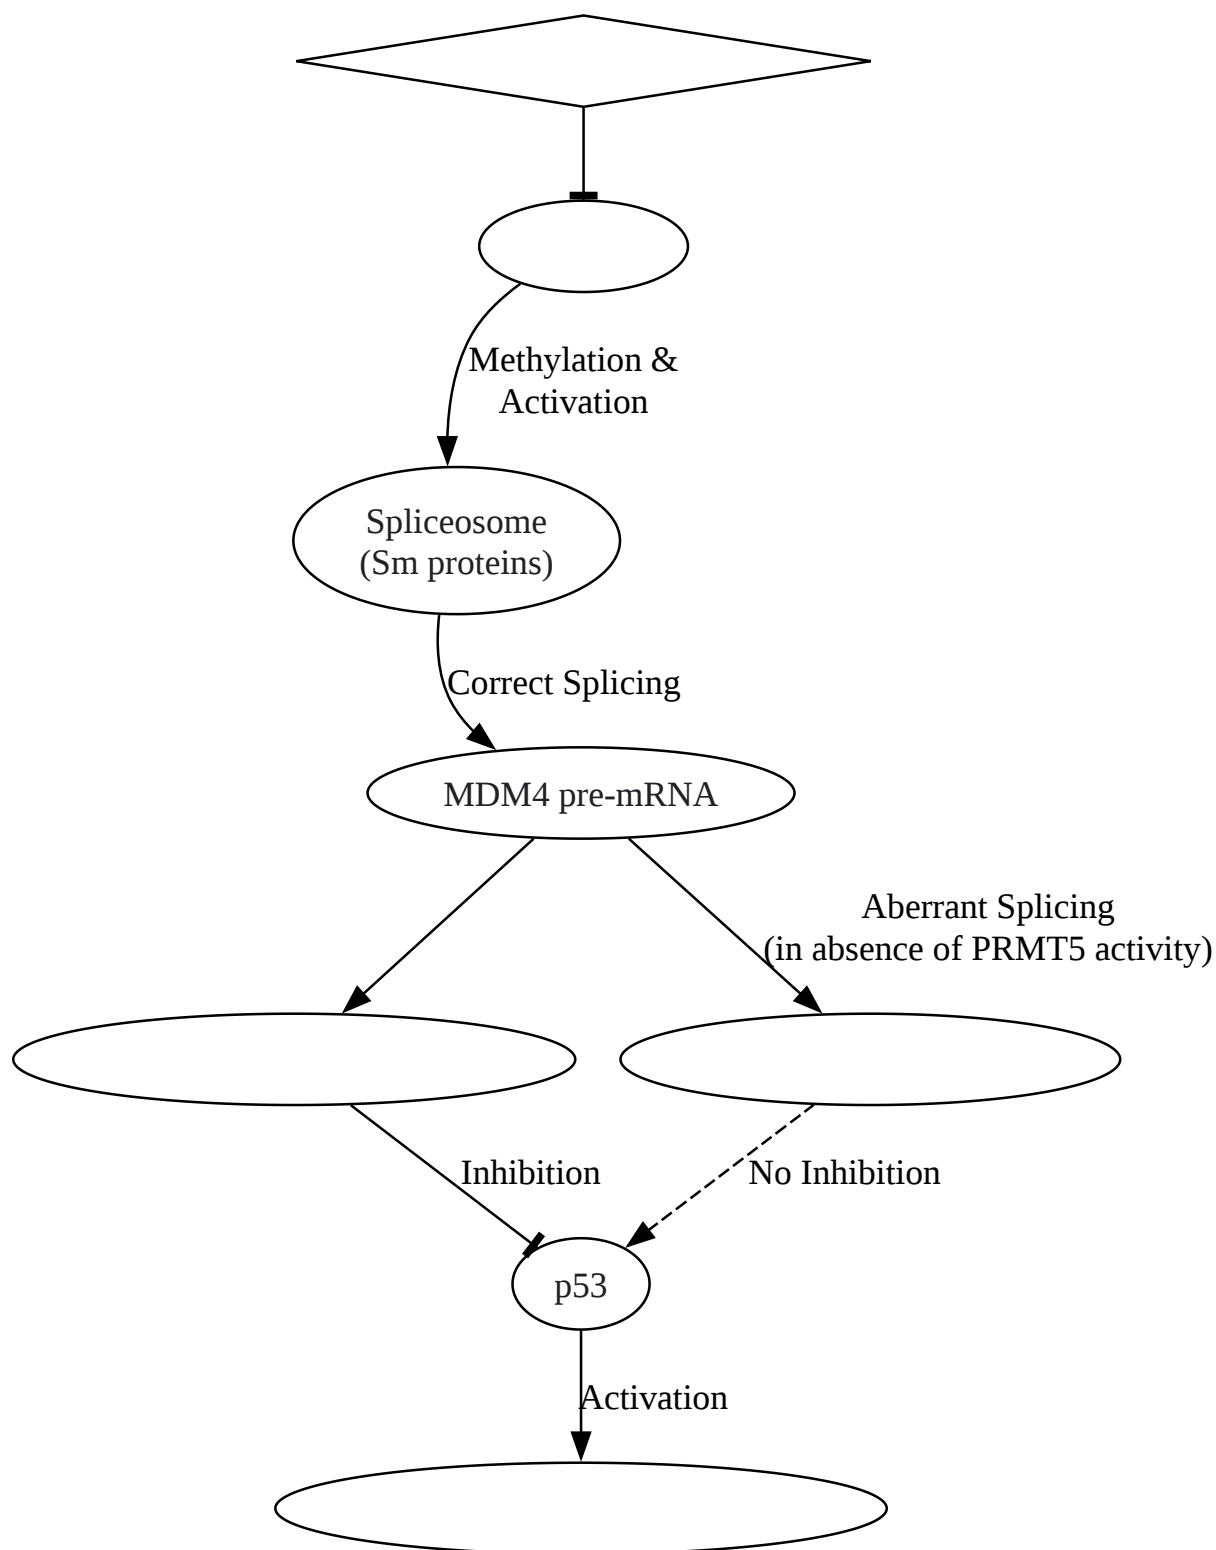 Methylation &
Activation
Spliceosome
(Sm proteins)
Correct Splicing
MDM4 pre-mRNA
Aberrant Splicing
(in absence of PRMT5 activity)
Inhibition
No Inhibition
p53
Activation